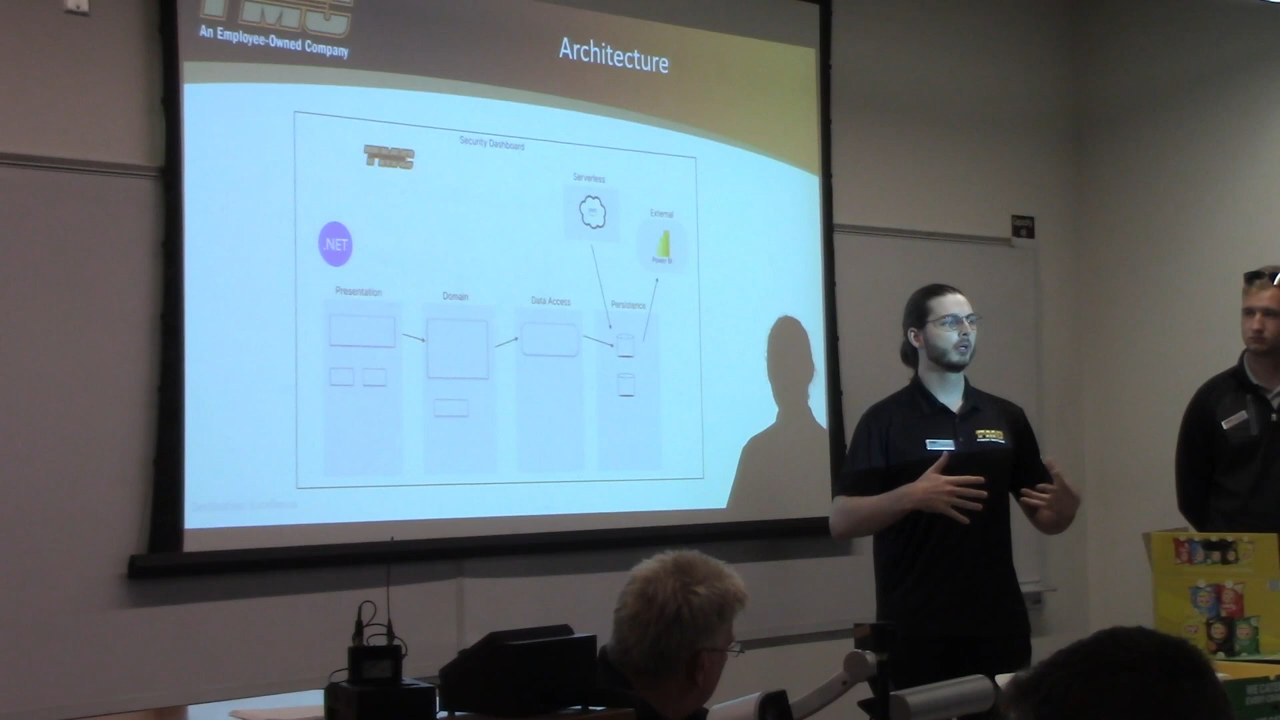 TMC
An Employee-Owned Company
Architecture
Security Dashboard
TMC
Serverless
External
Power BI
.NET
Presentation
Domain
Data Access
Persistence
TMC